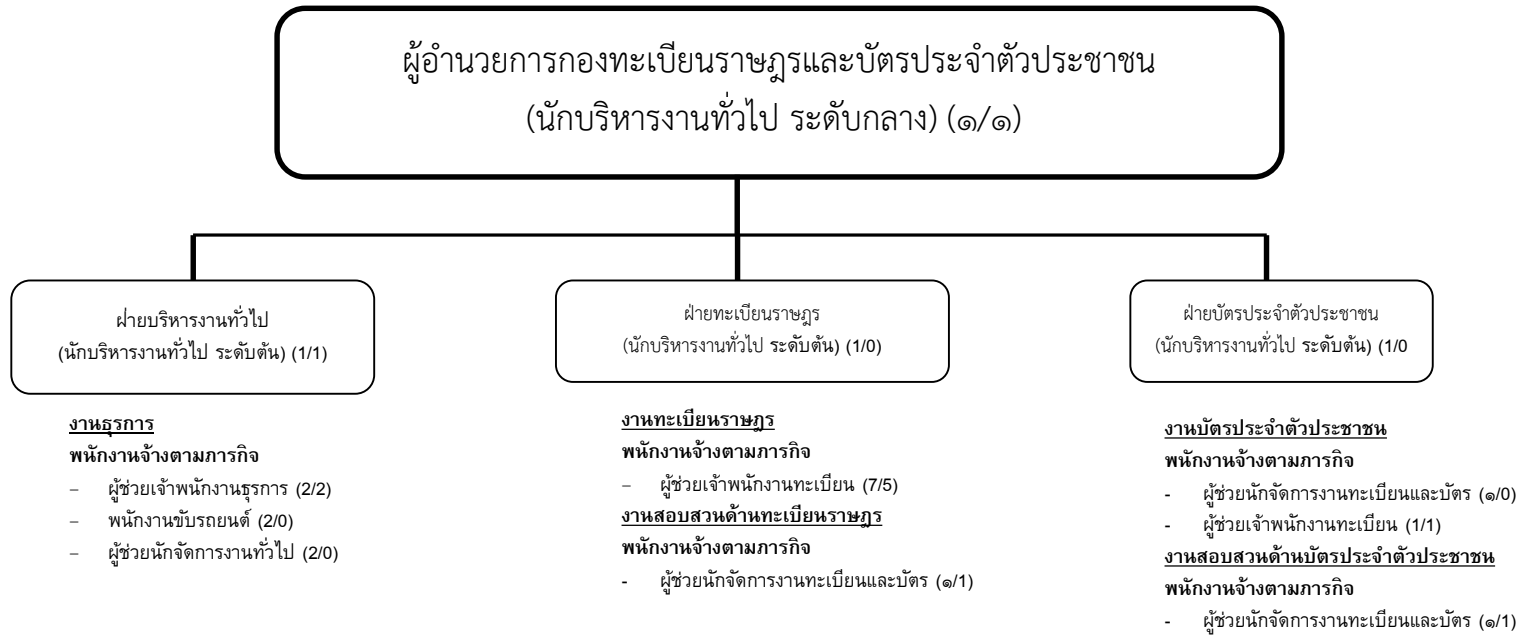 ผู้อำนวยการกองทะเบียนราษฎรและบัตรประจำตัวประชาชน
(นักบริหารงานทั่วไป ระดับกลาง) (๑/๑)
ฝ่ายบริหารงานทั่วไป
(นักบริหารงานทั่วไป ระดับต้น) (1/1)
งานธุรการ
พนักงานจ้างตามภารกิจ
– ผู้ช่วยเจ้าพนักงานธุรการ (2/2)
– พนักงานขับรถยนต์ (2/0)
– ผู้ช่วยนักจัดการงานทั่วไป (2/0)
ฝ่ายทะเบียนราษฎร
(นักบริหารงานทั่วไป ระดับต้น) (1/0)
งานทะเบียนราษฎร
พนักงานจ้างตามภารกิจ
– ผู้ช่วยเจ้าพนักงานทะเบียน (7/5)
งานสอบสวนด้านทะเบียนราษฎร
พนักงานจ้างตามภารกิจ
- ผู้ช่วยนักจัดการงานทะเบียนและบัตร (๑/1)
ฝ่ายบัตรประจำตัวประชาชน
(นักบริหารงานทั่วไป ระดับต้น) (1/0
งานบัตรประจำตัวประชาชน
พนักงานจ้างตามภารกิจ
- ผู้ช่วยนักจัดการงานทะเบียนและบัตร (๑/0)
- ผู้ช่วยเจ้าพนักงานทะเบียน (1/1)
งานสอบสวนด้านบัตรประจำตัวประชาชน
พนักงานจ้างตามภารกิจ
- ผู้ช่วยนักจัดการงานทะเบียนและบัตร (๑/1)